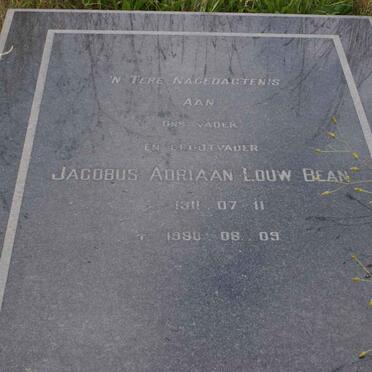 'N TERE NAGEDAGTENIS
AAN
ONS VADER
EN GROOTVADER
JACOBUS ADRIAAN LOUW BEAN
1911 07 11
1980 08 09